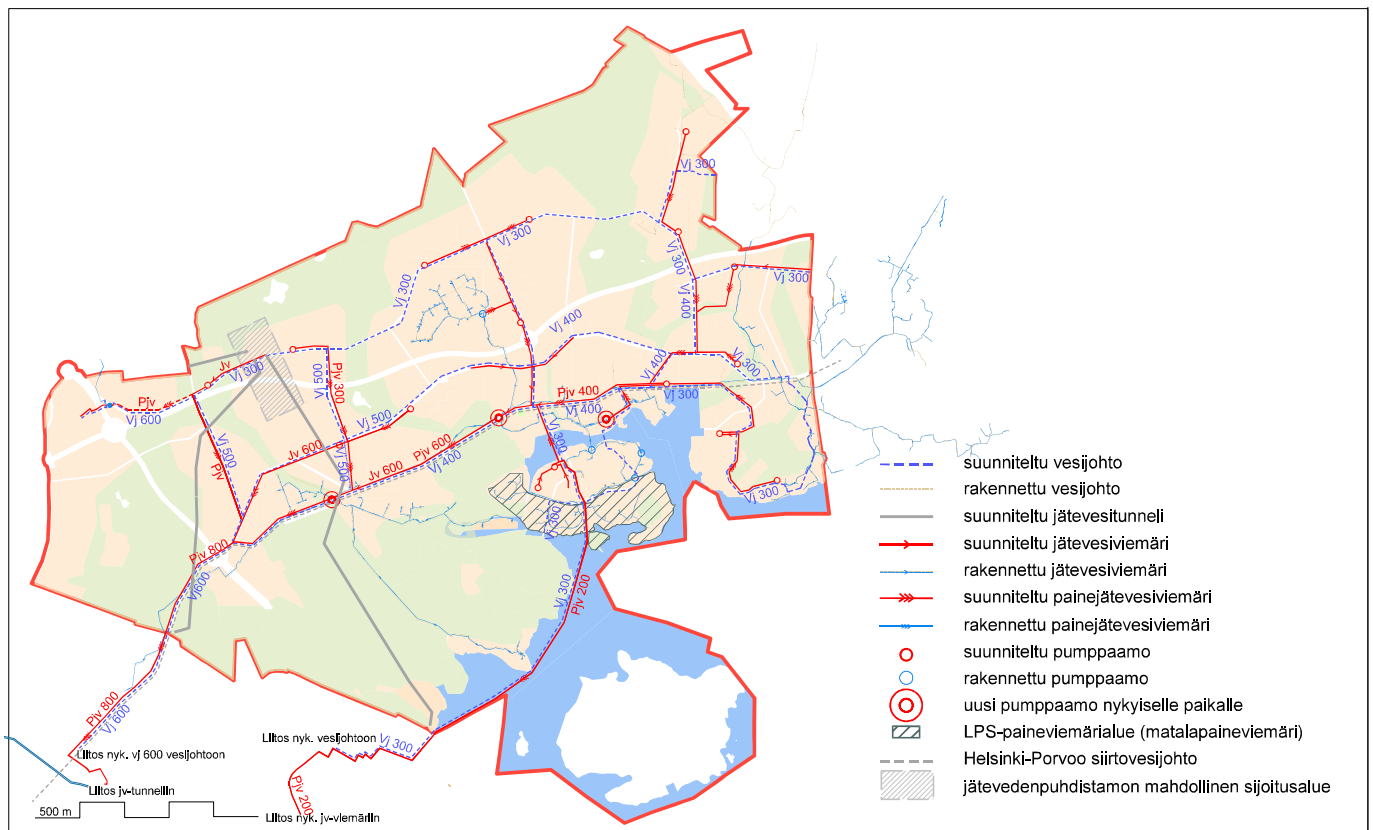 Vj 300
Vj 300
Vj 300
Vj 300
Vj 400
Vj 300
Vj 300
Vj 400
Jv
Vj 300
Pjv
Vj 600
Vj 500
Pjv 300
Vj 400
Vj 300
Pjv 400
Vj 400
Vj 300
Vj 500
Pjv
Vj 500
Jv 600
Vj 500
Pjv 600
Jv 600
Vj 400
Vj 300
Vj 300
Vj 300
Pjv 800
Vj600
Vj 300
Pjv 200
Pjv 800
Vj 600
Liitos nyk. vesijohtoon
Vj 300
Liitos nyk. vj 600 vesijohtoon
Liitos jv-tunneliin
Pjv 200
500 m
Liitos nyk. jv-viemäriin
suunniteltu vesijohto
rakennettu vesijohto
suunniteltu jätevesitunneli
suunniteltu jätevesiviemäri
rakennettu jätevesiviemäri
suunniteltu painejätevesiviemäri
rakennettu painejätevesiviemäri
suunniteltu pumppaamo
rakennettu pumppaamo
uusi pumppaamo nykyiselle paikalle
LPS-paineviemärialue (matalapaineviemäri)
Helsinki-Porvoo siirtovesijohto
jätevedenpuhdistamon mahdollinen sijoitusalue